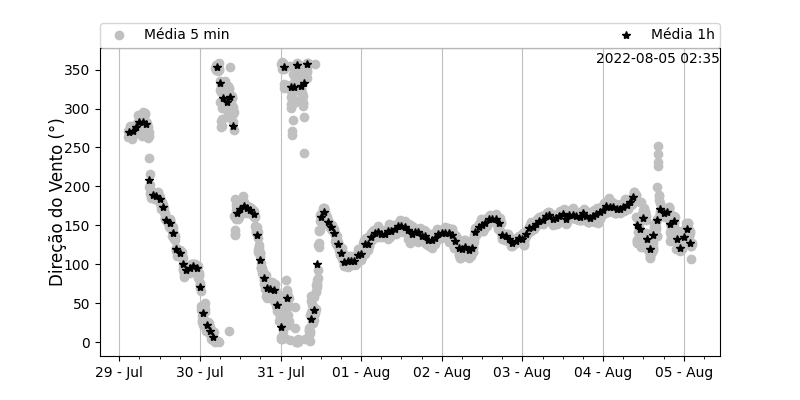 Média 5 min
Média 1h
2022-08-05 02:35
Direção do Vento (°)
350
300
250
200
150
100
50
0
29 - Jul
30 - Jul
31 - Jul
01 - Aug
02 - Aug
03 - Aug
04 - Aug
05 - Aug